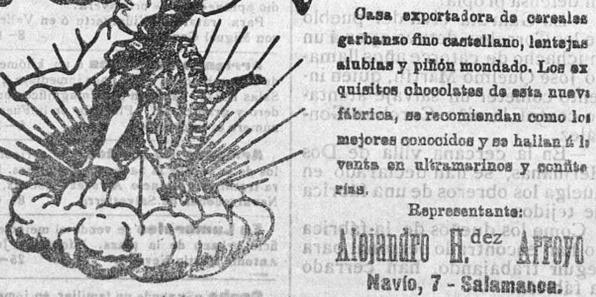 Casa exportadora de cereales
garbanzo fino castellano, lentejas
alubias y piñón mondado. Los ex
quisitos chocolates de esta nueva
fábrica, se recomiendan como los
mejores conocidos y se hallan á la
venta en ultramarinos y confite
rías.
Representante:
Alejandro H.dez Arroyo
Navío, 7 - Salamanca.